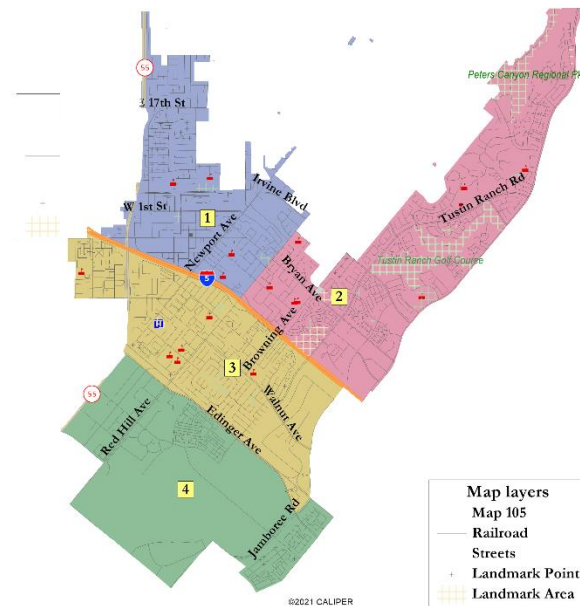 55
E 17th St
Peters Canyon Regional Pk
Irvine Blvd
Tustin Ranch Rd
W 1st St
1
Newport Ave
5
Bryan Ave
Tustin Ranch Golf Course
2
H
Browning Ave
3
55
Walnut Ave
Red Hill Ave
Edinger Ave
4
Jamboree Rd
Map layers
Map 105
Railroad
Streets
Landmark Point
Landmark Area
©2021 CALIPER